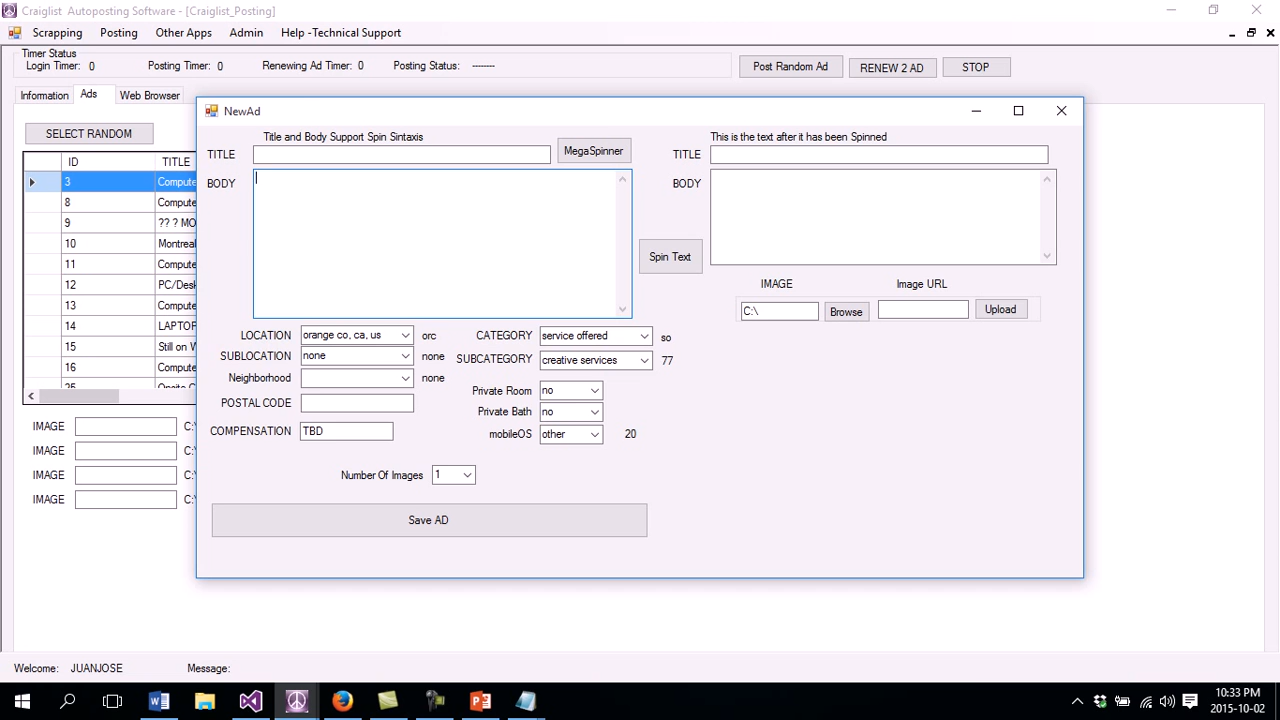 Craiglist  Autoposting Software - [Craiglist_Posting]
Scrapping Posting Other Apps Admin Help -Technical Support
Timer Status
Login Timer: 0 Posting Timer: 0 Renewing Ad Timer: 0 Posting Status: -------- Post Random Ad RENEW 2 AD STOP
Information Ads Web Browser
SELECT RANDOM
ID TITLE
3 Compute
8 Compute
9 ?? ? MO
10 Montreal
11 Compute
12 PC/Desk
13 Compute
14 LAPTOP
15 Still on W
16 Compute
IMAGE C:\
IMAGE C:\
IMAGE C:\
IMAGE C:\
NewAd
Title and Body Support Spin Sintaxis
TITLE MegaSpinner
BODY
Spin Text
This is the text after it has been Spinned
TITLE
BODY
IMAGE Image URL
C:\ Browse Upload
LOCATION orange co, ca, us orc CATEGORY service offered so
SUBLOCATION none none SUBCATEGORY creative services 77
Neighborhood none
Private Room no
POSTAL CODE Private Bath no
COMPENSATION TBD mobileOS other 20
Number Of Images 1
Save AD
Welcome: JUANJOSE Message:
10:33 PM
2015-10-02